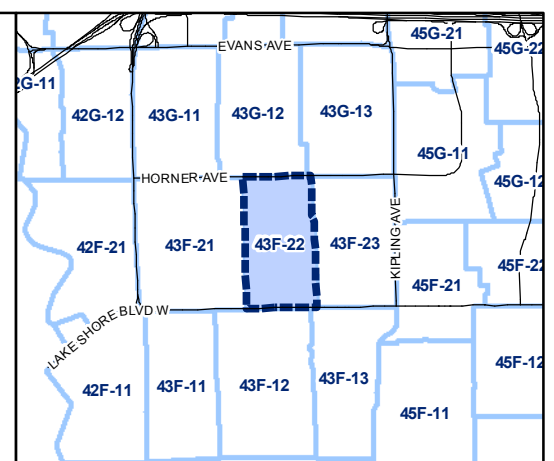 45G-21
EVANS AVE
45G-22
2G-11
42G-12
43G-11
43G-12
43G-13
45G-11
HORNER AVE
45G-12
KIPLING AVE
42F-21
43F-21
43F-22
43F-23
45F-22
45F-21
LAKE SHORE BLVD W
42F-11
43F-11
43F-12
43F-13
45F-12
45F-11